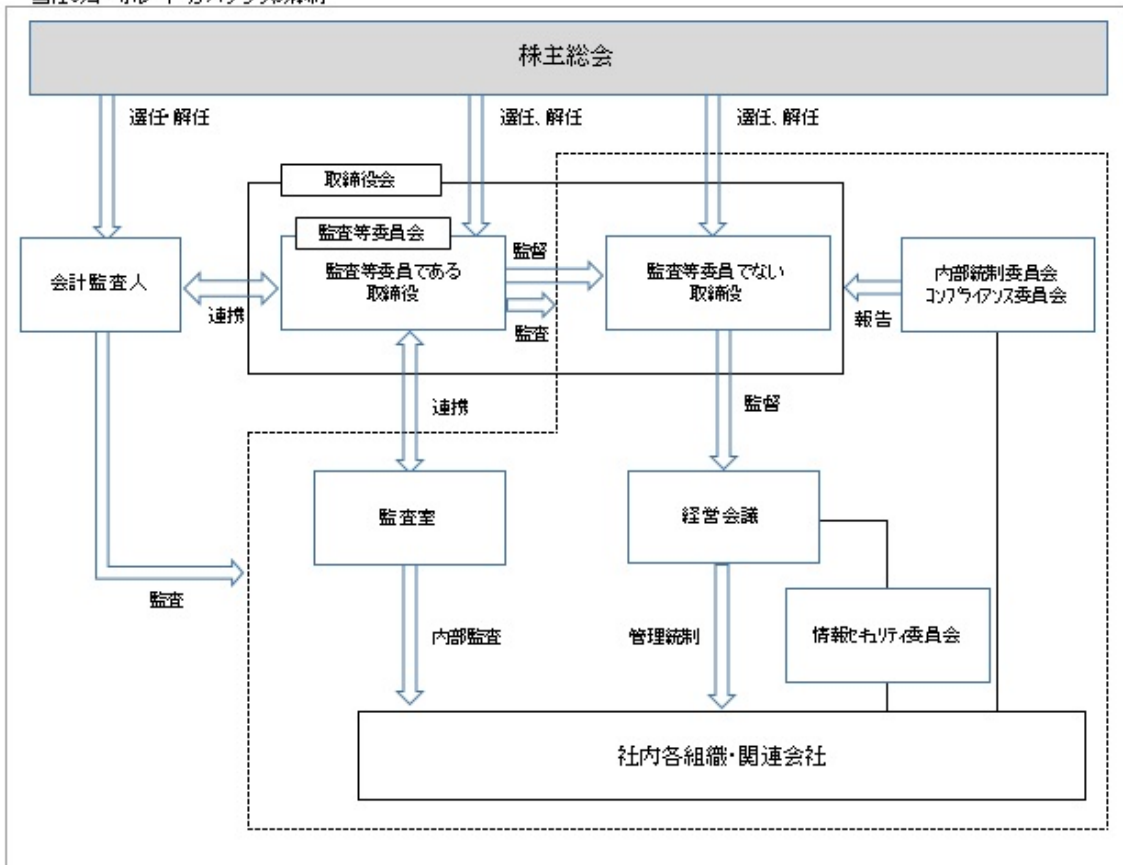 株主総会
選任・解任
選任、解任
選任、解任
取締役会
監査等委員会
監査等委員である
取締役
監督
監査
監査等委員でない
取締役
会計監査人
連携
内部統制委員会
コンプライアンス委員会
報告
連携
監督
監査室
経営会議
監査
内部監査
管理統制
情報セキュリティ委員会
社内各組織・関連会社